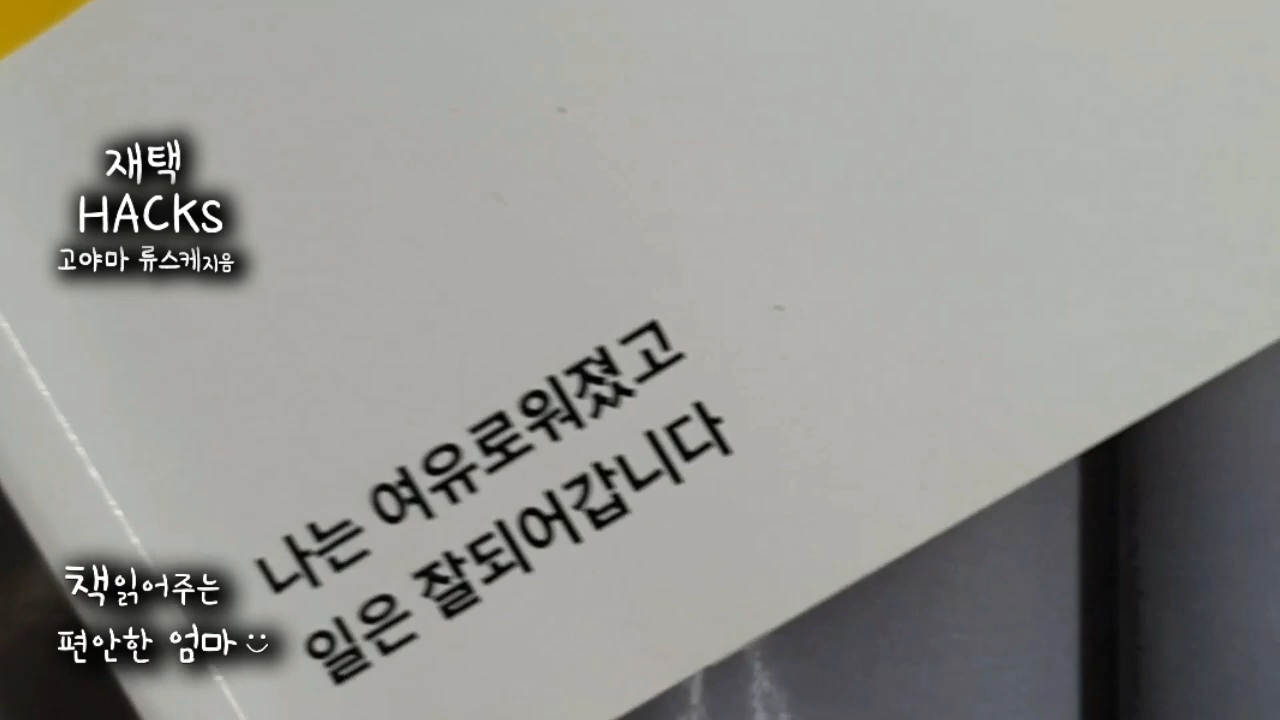 재택
HACKS
고야마 류스케지음
나는 여유로워졌고
일은 잘되어갑니다
책읽어주는
편안한 엄마